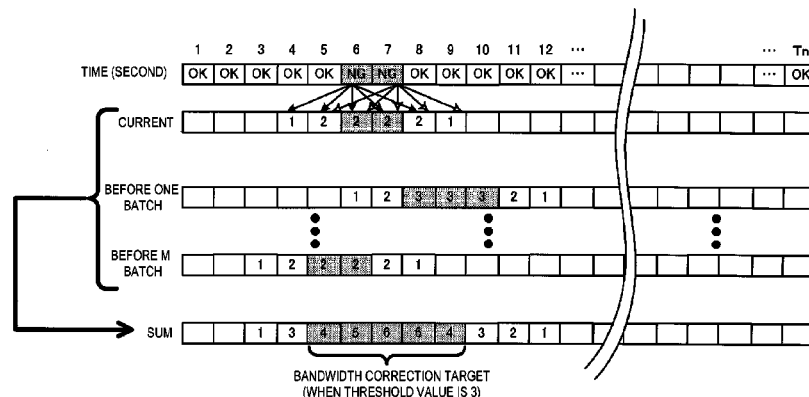 1 2 3 4 5 6 7 8 9 10 11 12 ... ... Tn
TIME (SECOND) OK OK OK OK OK NG NG OK OK OK OK OK ... ... OK
CURRENT 1 2 2 2 2 1
BEFORE ONE BATCH 1 2 3 3 3 2 1
BEFORE M BATCH 1 2 2 2 2 1
SUM 1 3 4 5 6 6 4 3 2 1
BANDWIDTH CORRECTION TARGET
(WHEN THRESHOLD VALUE IS 3)